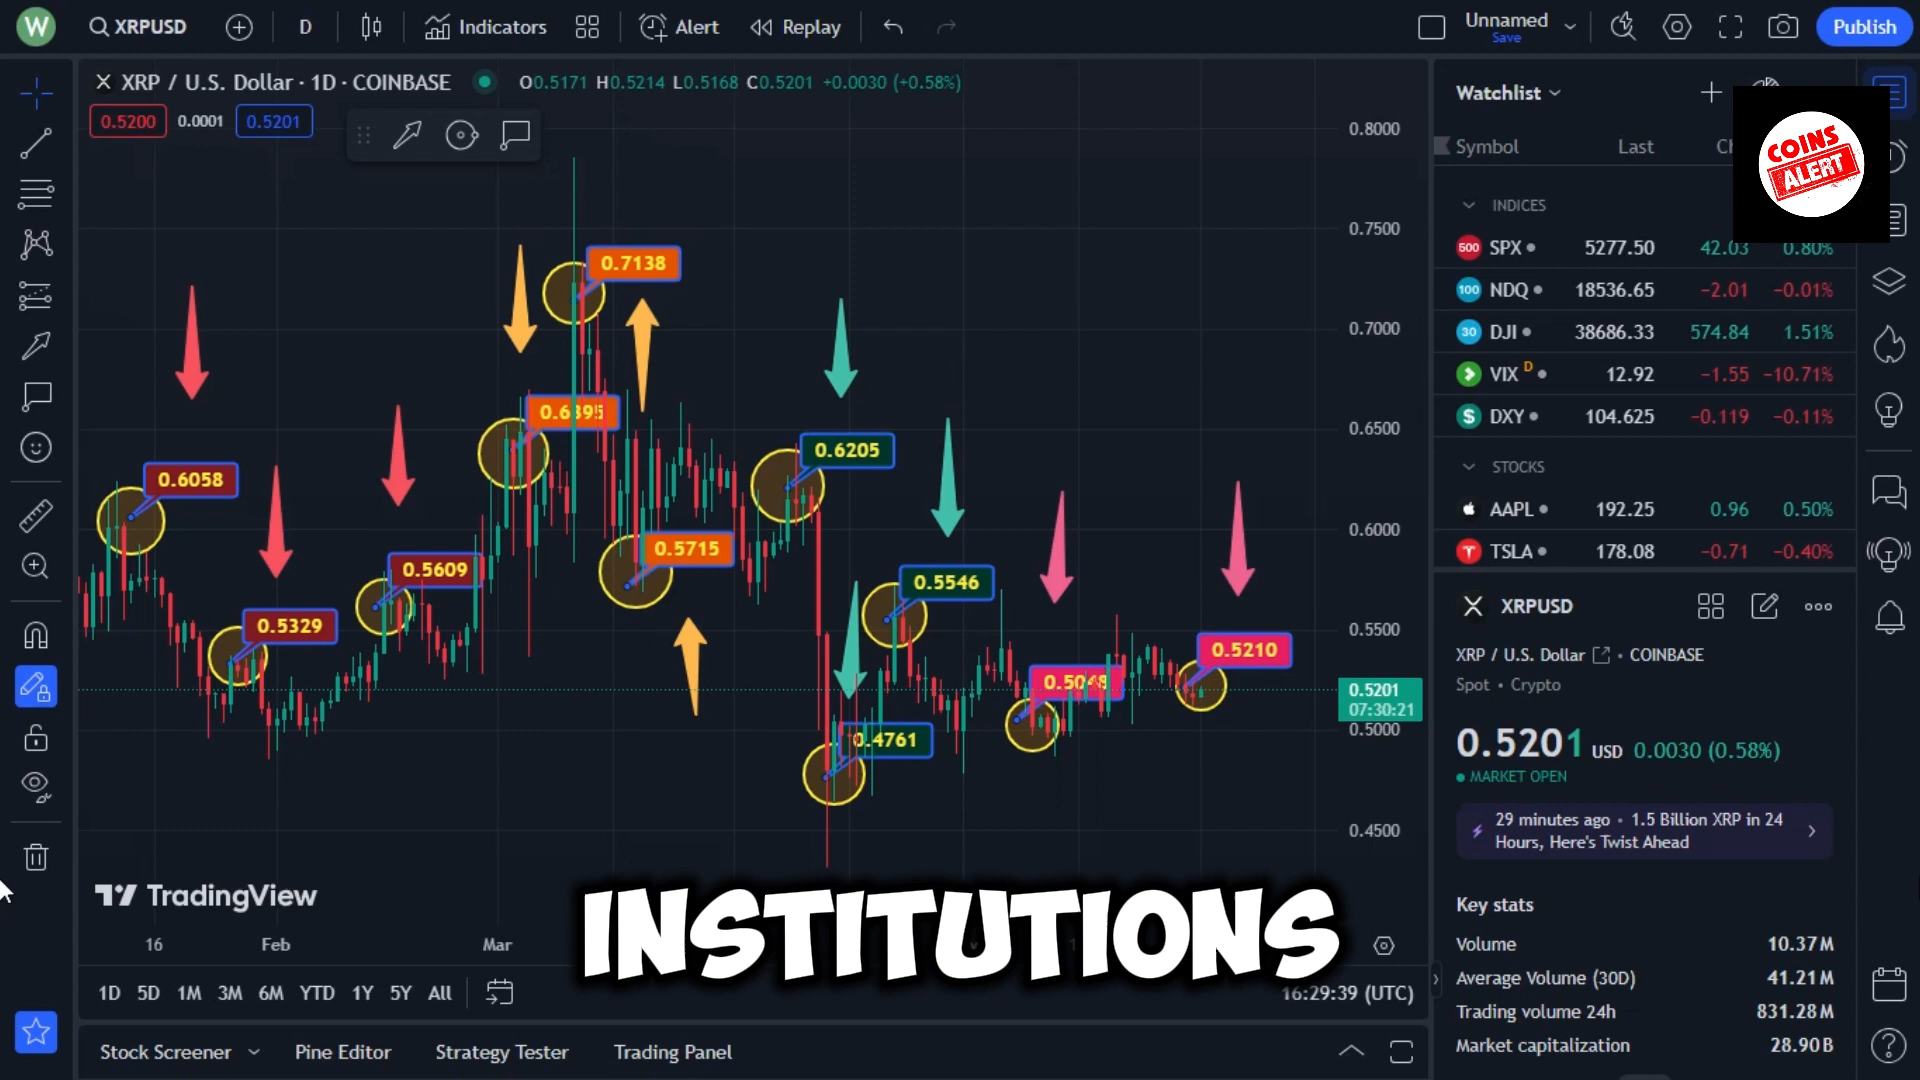 W
XRPUSD
D
Indicators
Alert
Replay
Unnamed
Save
Publish
XRP / U.S. Dollar · 1D · COINBASE
O0.5171 H0.5214 L0.5168 C0.5201 +0.0030 (+0.58%)
0.5200
0.0001
0.5201
0.8000
0.7500
0.7000
0.6500
0.6000
0.5500
0.5201
07:30:21
0.5000
0.4500
0.7138
0.6395
0.6058
0.6205
0.5715
0.5609
0.5546
0.5329
0.5210
0.5048
0.4761
TradingView
INSTITUTIONS
16
Feb
Mar
1D
5D
1M
3M
6M
YTD
1Y
5Y
All
16:29:39 (UTC)
Stock Screener
Pine Editor
Strategy Tester
Trading Panel
Watchlist
COINS
ALERT
Symbol
Last
INDICES
500 SPX 5277.50 42.03 0.80%
100 NDQ 18536.65 −2.01 −0.01%
30 DJI 38686.33 574.84 1.51%
VIX D 12.92 −1.55 −10.71%
$ DXY 104.625 −0.119 −0.11%
STOCKS
AAPL 192.25 0.96 0.50%
TSLA 178.08 −0.71 −0.40%
XRPUSD
XRP / U.S. Dollar • COINBASE
Spot • Crypto
0.5201 USD 0.0030 (0.58%)
MARKET OPEN
29 minutes ago • 1.5 Billion XRP in 24
Hours, Here's Twist Ahead
Key stats
Volume 10.37M
Average Volume (30D) 41.21M
Trading volume 24h 831.28M
Market capitalization 28.90B